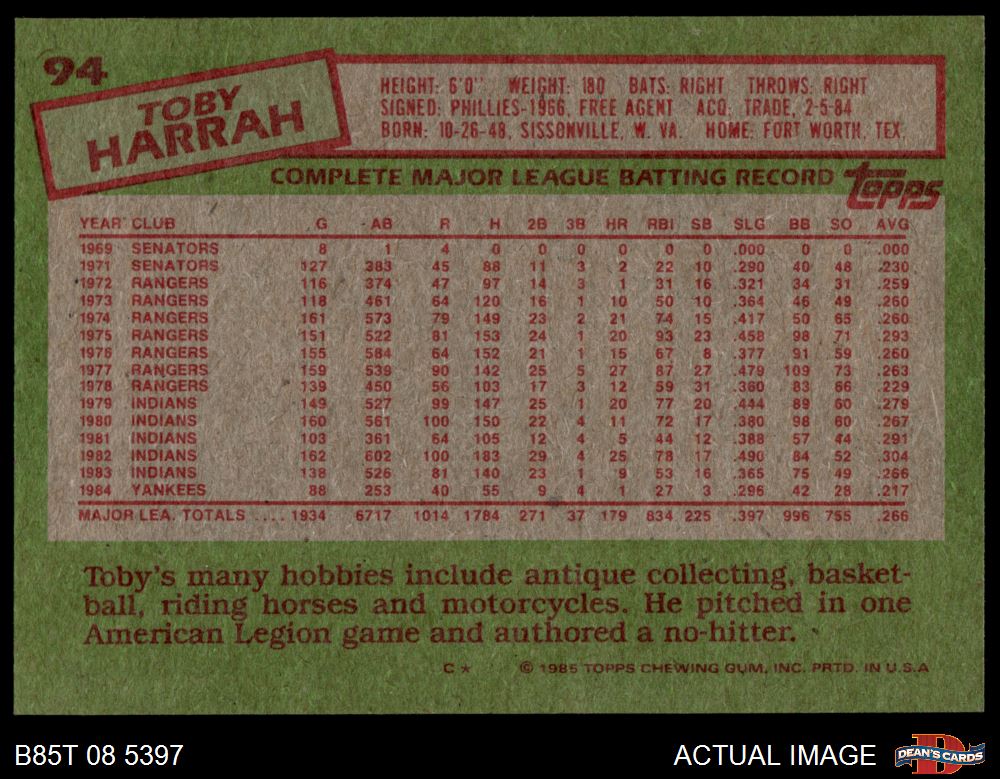 94
TOBY
HARRAH
HEIGHT: 6'0" WEIGHT: 180 BATS: RIGHT THROWS: RIGHT
SIGNED: PHILLIES-1966, FREE AGENT ACQ. TRADE, 2-5-84
BORN: 10-26-48, SISSONVILLE, W. VA. HOME: FORT WORTH, TEX.
COMPLETE MAJOR LEAGUE BATTING RECORD topps
YEAR CLUB G AB R H 2B 3B HR RBI SB SLG BB SO AVG
1969 SENATORS 8 1 4 0 0 0 0 0 0 .000 0 0 .000
1971 SENATORS 127 383 45 88 11 3 2 22 10 .290 40 48 .230
1972 RANGERS 116 374 47 97 14 3 1 31 16 .321 34 31 .259
1973 RANGERS 118 461 64 120 16 1 10 50 10 .364 46 49 .260
1974 RANGERS 161 573 79 149 23 2 21 74 15 .417 50 65 .260
1975 RANGERS 151 522 81 153 24 1 20 93 23 .458 98 71 .293
1976 RANGERS 155 584 64 152 21 1 15 67 8 .377 91 59 .260
1977 RANGERS 159 539 90 142 25 5 27 87 27 .479 109 73 .263
1978 RANGERS 139 450 56 103 17 3 12 59 31 .360 83 66 .229
1979 INDIANS 149 527 99 147 25 1 20 77 20 .444 89 60 .279
1980 INDIANS 160 561 100 150 22 4 11 72 17 .380 98 60 .267
1981 INDIANS 103 361 64 105 12 4 5 44 12 .388 57 44 .291
1982 INDIANS 162 602 100 183 29 4 25 78 17 .490 84 52 .304
1983 INDIANS 138 526 81 140 23 1 9 53 16 .365 75 49 .266
1984 YANKEES 88 253 40 55 9 4 1 27 3 .296 42 28 .217
MAJOR LEA. TOTALS .... 1934 6717 1014 1784 271 37 179 834 225 .397 996 755 .266
Toby's many hobbies include antique collecting, basket-
ball, riding horses and motorcycles. He pitched in one
American Legion game and authored a no-hitter.
C * © 1985 TOPPS CHEWING GUM, INC. PRTD. IN U.S.A
B85T 08 5397 ACTUAL IMAGE DEAN'S CARDS